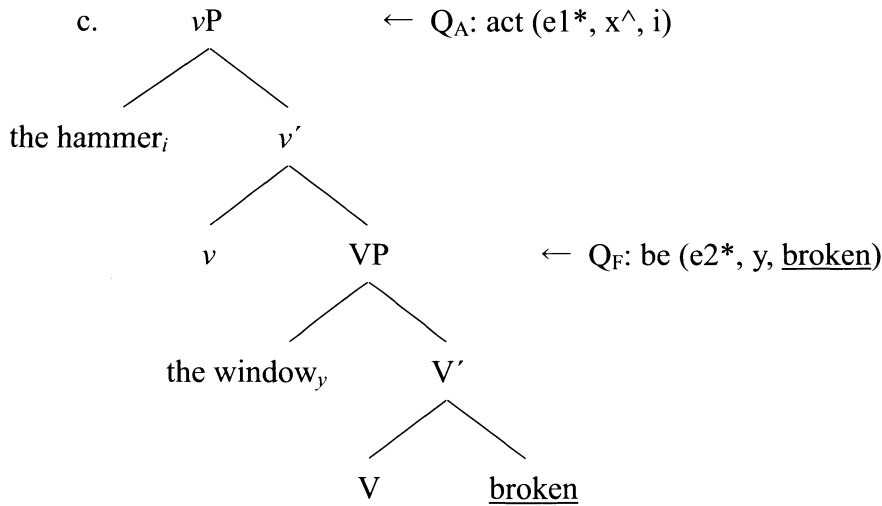 c. vP ← Q_A: act (e1*, x^, i)
the hammer_i v´
v VP ← Q_F: be (e2*, y, broken)
the window_y V´
V broken